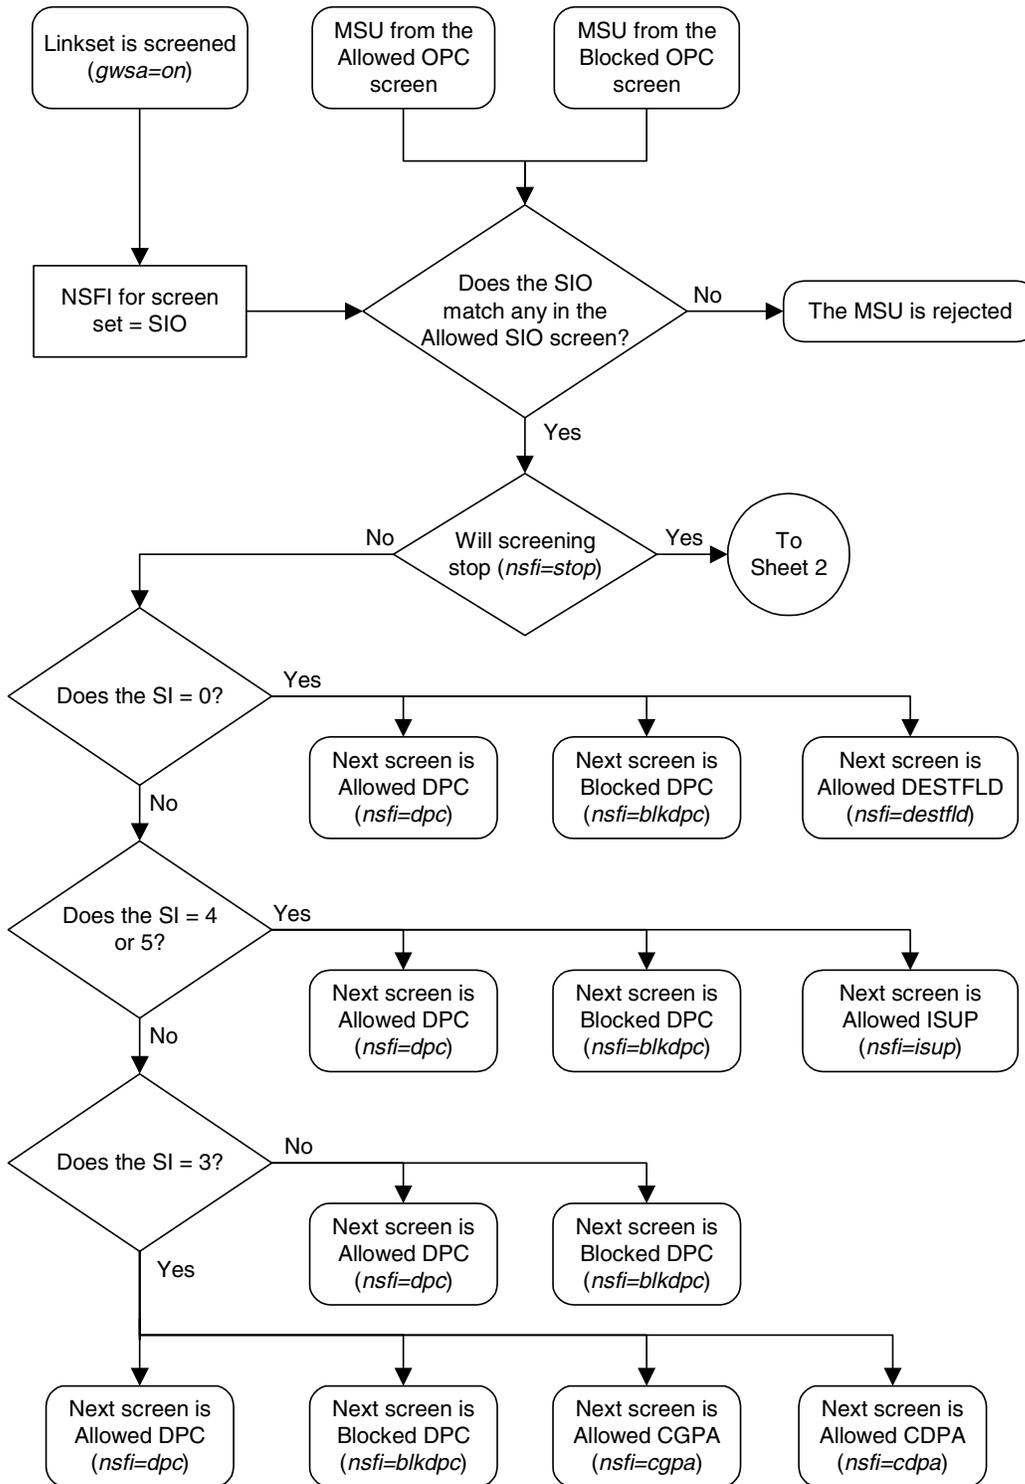 Linkset is screened
(gwsa=on)
MSU from the
Allowed OPC
screen
MSU from the
Blocked OPC
screen
NSFI for screen
set = SIO
Does the SIO
match any in the
Allowed SIO screen?
No
The MSU is rejected
Yes
Will screening
stop (nsfi=stop)
No
Yes
To
Sheet 2
Does the SI = 0?
Yes
Next screen is
Allowed DPC
(nsfi=dpc)
Next screen is
Blocked DPC
(nsfi=blkdpc)
Next screen is
Allowed DESTFLD
(nsfi=destfld)
No
Does the SI = 4
or 5?
Yes
Next screen is
Allowed DPC
(nsfi=dpc)
Next screen is
Blocked DPC
(nsfi=blkdpc)
Next screen is
Allowed ISUP
(nsfi=isup)
No
Does the SI = 3?
No
Next screen is
Allowed DPC
(nsfi=dpc)
Next screen is
Blocked DPC
(nsfi=blkdpc)
Yes
Next screen is
Allowed DPC
(nsfi=dpc)
Next screen is
Blocked DPC
(nsfi=blkdpc)
Next screen is
Allowed CGPA
(nsfi=cgpa)
Next screen is
Allowed CDPA
(nsfi=cdpa)